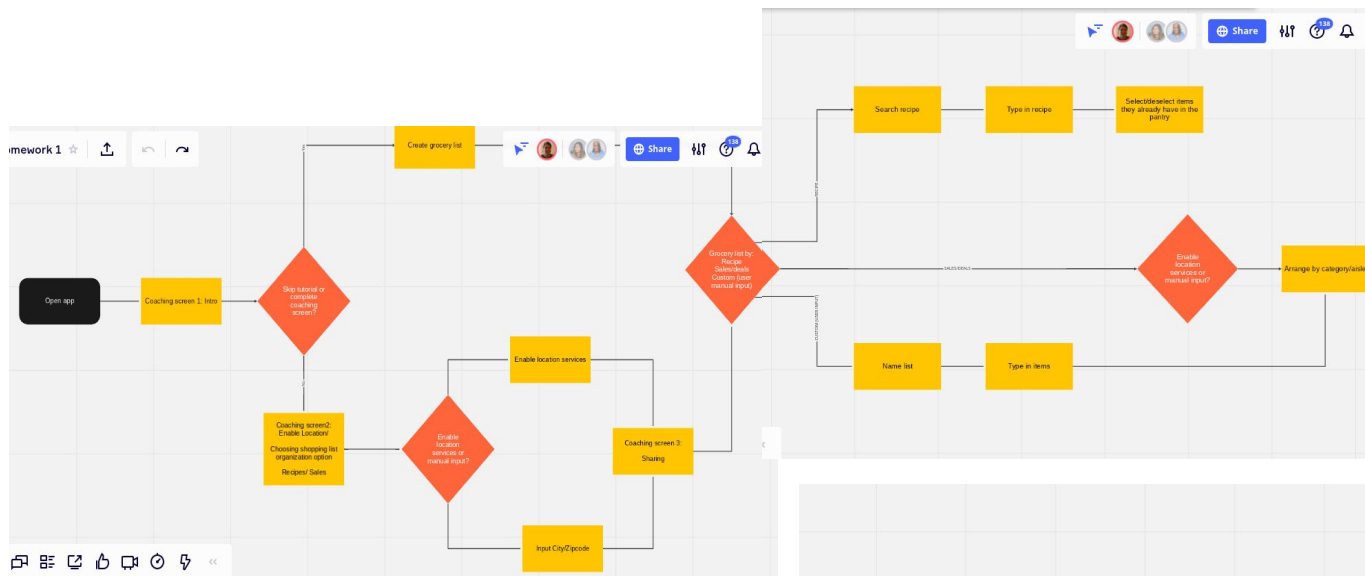 138
Share
Search recipe
Type in recipe
Select/deselect items
they already have in the
pantry
omework 1
Create grocery list
Share
138
Grocery list by:
Recipe
Sales/deals
Custom (user
manual input)
SALES/DEALS
Enable
location
services or
manual input?
Arrange by category/aisle
CUSTOM (USER INPUT)
Open app
Coaching screen 1: Intro
Skip tutorial or
complete
coaching
screen?
Enable location services
Name list
Type in items
Coaching screen2:
Enable Location/
Choosing shopping list
organization option
Recipes/ Sales
Enable
location
services or
manual input?
Coaching screen 3:
Sharing
Input City/Zipcode